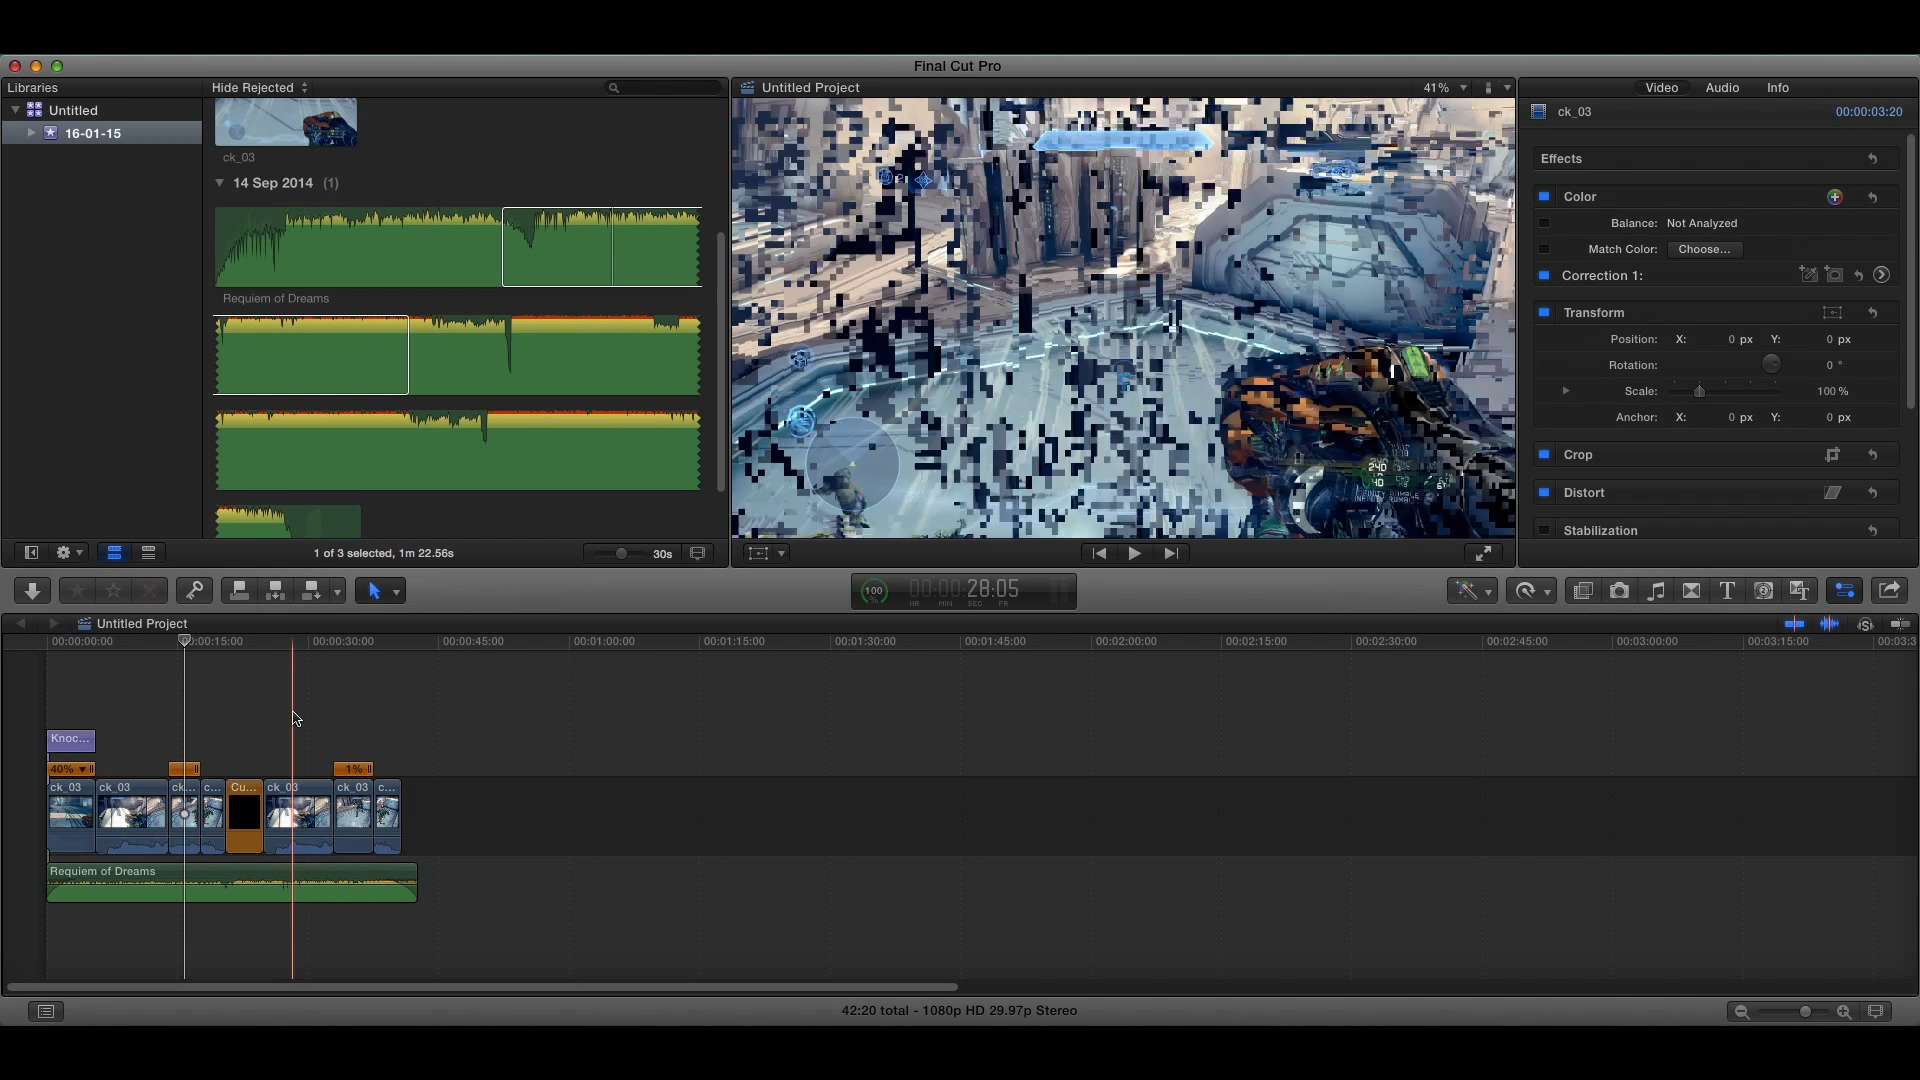 Final Cut Pro
Libraries
Hide Rejected
Untitled Project
41%
Video
Audio
Info
Untitled
16-01-15
ck_03
14 Sep 2014 (1)
Requiem of Dreams
ck_03
00:00:03:20
Effects
Color
Balance: Not Analyzed
Match Color: Choose...
Correction 1:
Transform
Position: X: 0 px Y: 0 px
Rotation: 0 °
Scale: 100 %
Anchor: X: 0 px Y: 0 px
Crop
Distort
Stabilization
240
40
1 of 3 selected, 1m 22.56s
30s
100
%
00:00:28:05
HR MIN SEC FR
Untitled Project
00:00:00:00
00:00:15:00
00:00:30:00
00:00:45:00
00:01:00:00
00:01:15:00
00:01:30:00
00:01:45:00
00:02:00:00
00:02:15:00
00:02:30:00
00:02:45:00
00:03:00:00
00:03:15:00
00:03:3
Knoc...
40%
1%
ck_03
ck_03
ck...
c...
Cu...
ck_03
ck_03
c...
Requiem of Dreams
42:20 total - 1080p HD 29.97p Stereo